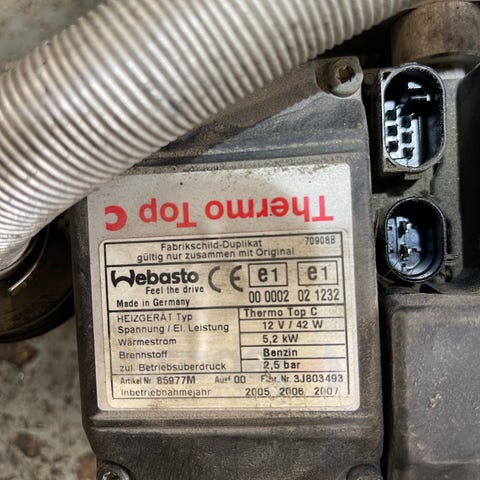 Thermo Top C
Fabrikschild-Duplikat
gültig nur zusammen mit Original
70908B
Webasto
Feel the drive
Made in Germany
CE
e1 e1
00 0002 02 1232
HEIZGERÄT Typ Thermo Top C
Spannung / El. Leistung 12 V / 42 W
Wärmestrom 5,2 kW
Brennstoff Benzin
zul. Betriebsüberdruck 2,5 bar
Artikel Nr. 85977M Ausf 00 Fabr. Nr. 3J803493
Inbetriebnahmejahr 2005 2006 2007
C